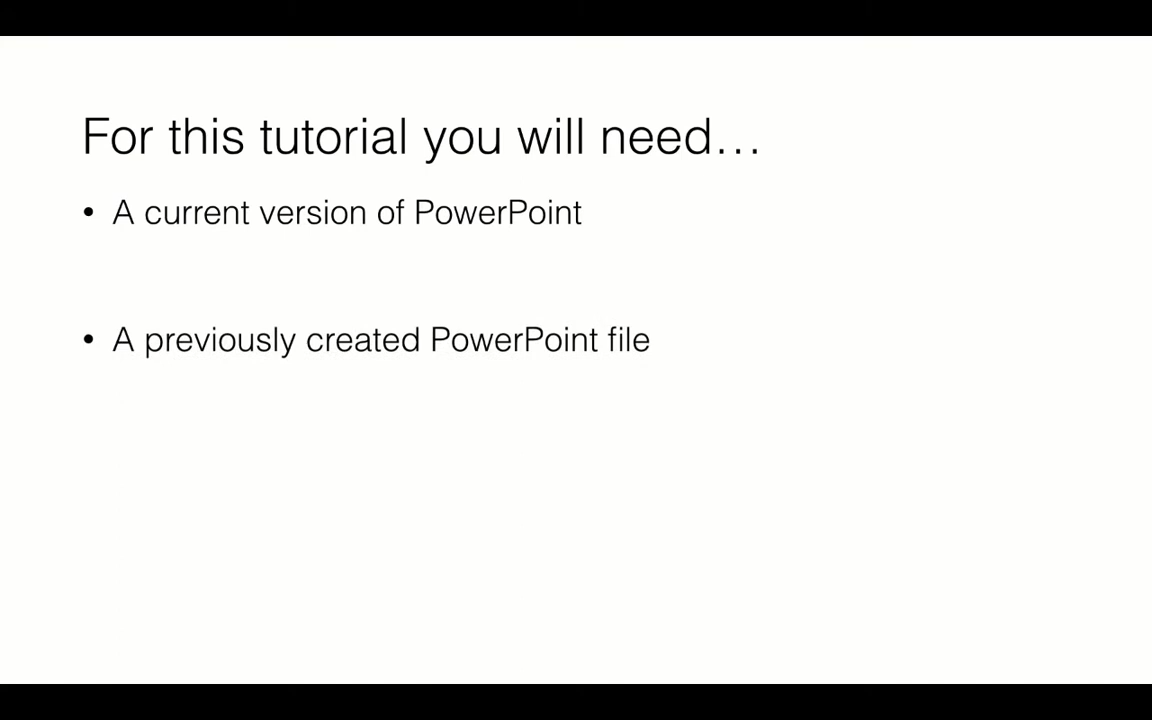 For this tutorial you will need…
• A current version of PowerPoint
• A previously created PowerPoint file